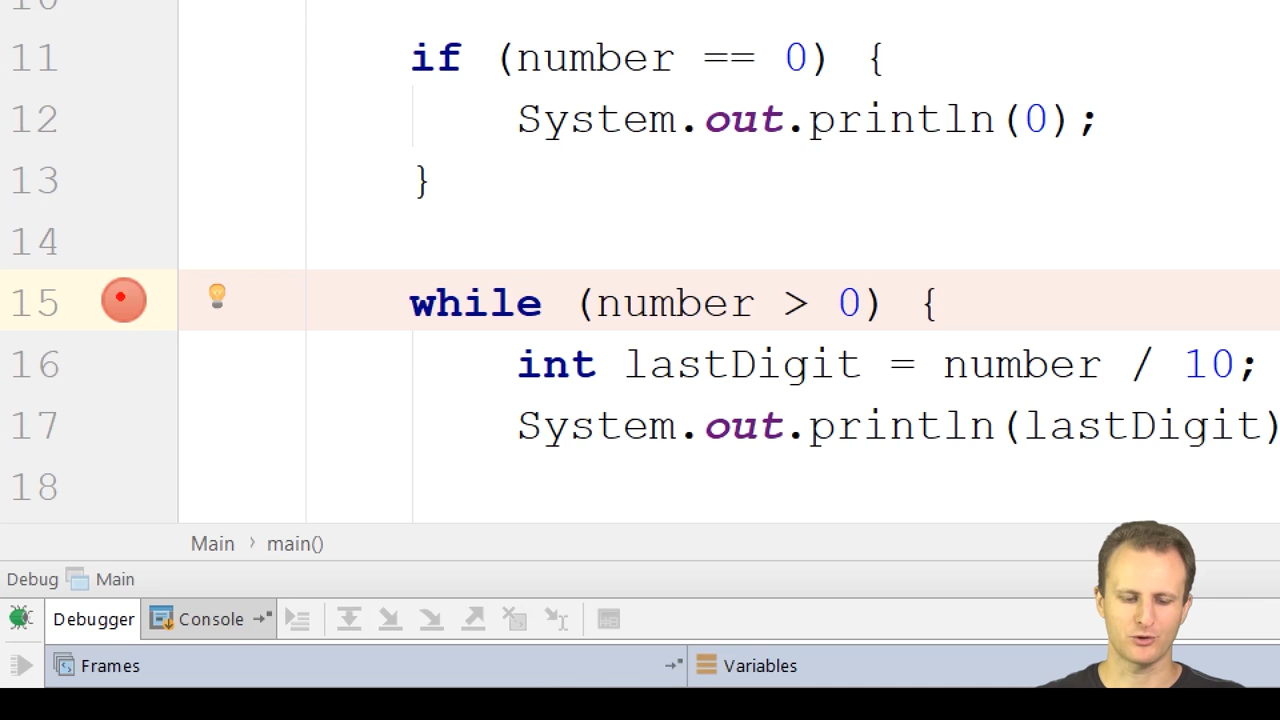 10
11 if (number == 0) {
12 System.out.println(0);
13 }
14
15 while (number > 0) {
16 int lastDigit = number / 10;
17 System.out.println(lastDigit)
18
Main › main()
Debug Main
Debugger Console
Frames Variables